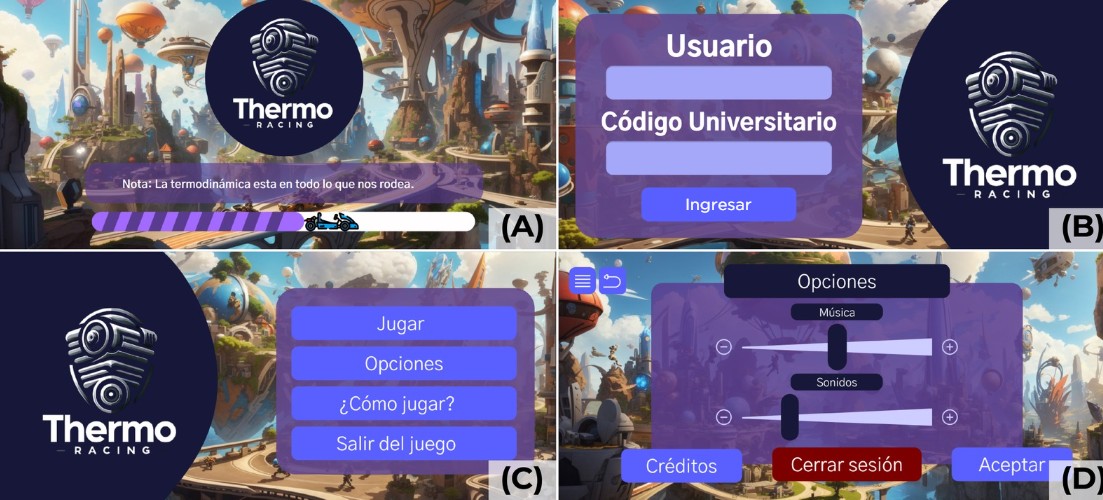 Thermo
RACING
Nota: La termodinámica esta en todo lo que nos rodea.
(A)
Usuario
Código Universitario
Ingresar
Thermo
RACING
(B)
Thermo
RACING
Jugar
Opciones
¿Cómo jugar?
Salir del juego
(C)
Opciones
Música
Sonidos
Créditos
Cerrar sesión
Aceptar
(D)